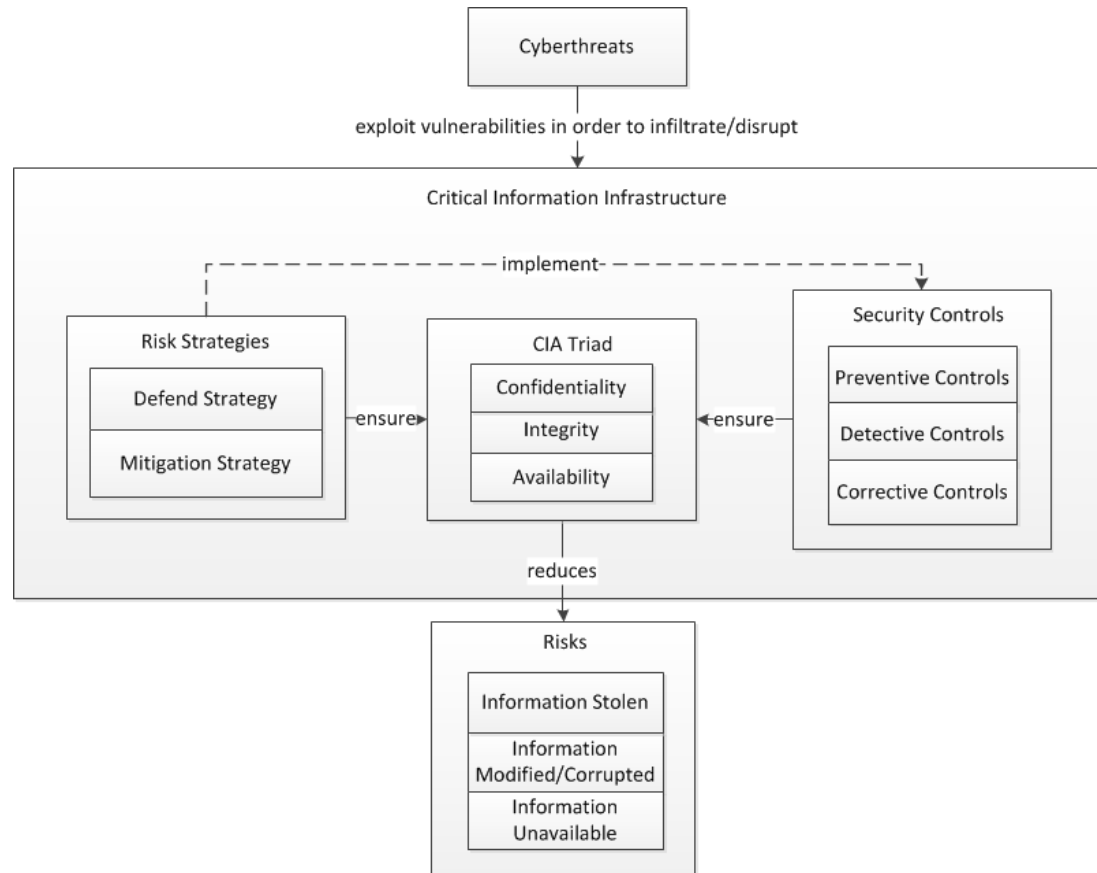 Cyberthreats
exploit vulnerabilities in order to infiltrate/disrupt
Critical Information Infrastructure
implement
Risk Strategies
Defend Strategy
Mitigation Strategy
ensure
CIA Triad
Confidentiality
Integrity
Availability
ensure
Security Controls
Preventive Controls
Detective Controls
Corrective Controls
reduces
Risks
Information Stolen
Information
Modified/Corrupted
Information
Unavailable